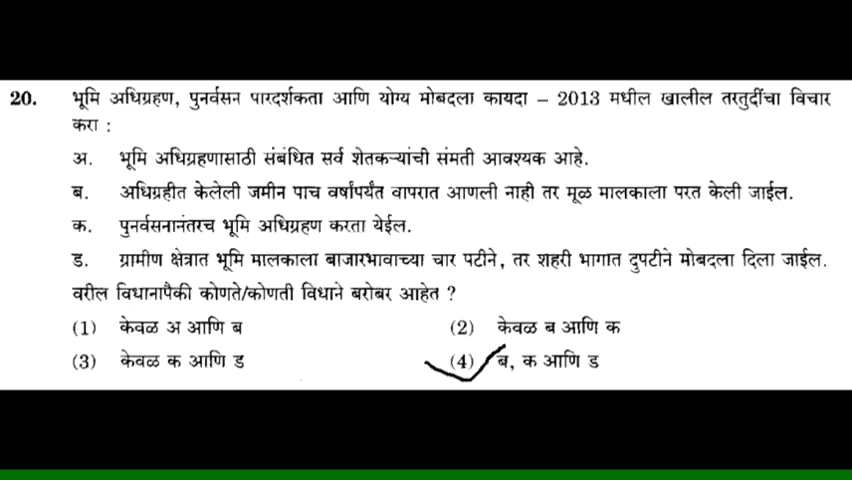 20. भूमि अधिग्रहण, पुनर्वसन पारदर्शकता आणि योग्य मोबदला कायदा – 2013 मधील खालील तरतुदींचा विचार
करा :
अ. भूमि अधिग्रहणासाठी संबंधित सर्व शेतकऱ्यांची संमती आवश्यक आहे.
ब. अधिग्रहीत केलेली जमीन पाच वर्षांपर्यंत वापरात आणली नाही तर मूळ मालकाला परत केली जाईल.
क. पुनर्वसनानंतरच भूमि अधिग्रहण करता येईल.
ड. ग्रामीण क्षेत्रात भूमि मालकाला बाजारभावाच्या चार पटीने, तर शहरी भागात दुपटीने मोबदला दिला जाईल.
वरील विधानापैकी कोणते/कोणती विधाने बरोबर आहेत ?
(1) केवळ अ आणि ब (2) केवळ ब आणि क
(3) केवळ क आणि ड (4) ब, क आणि ड